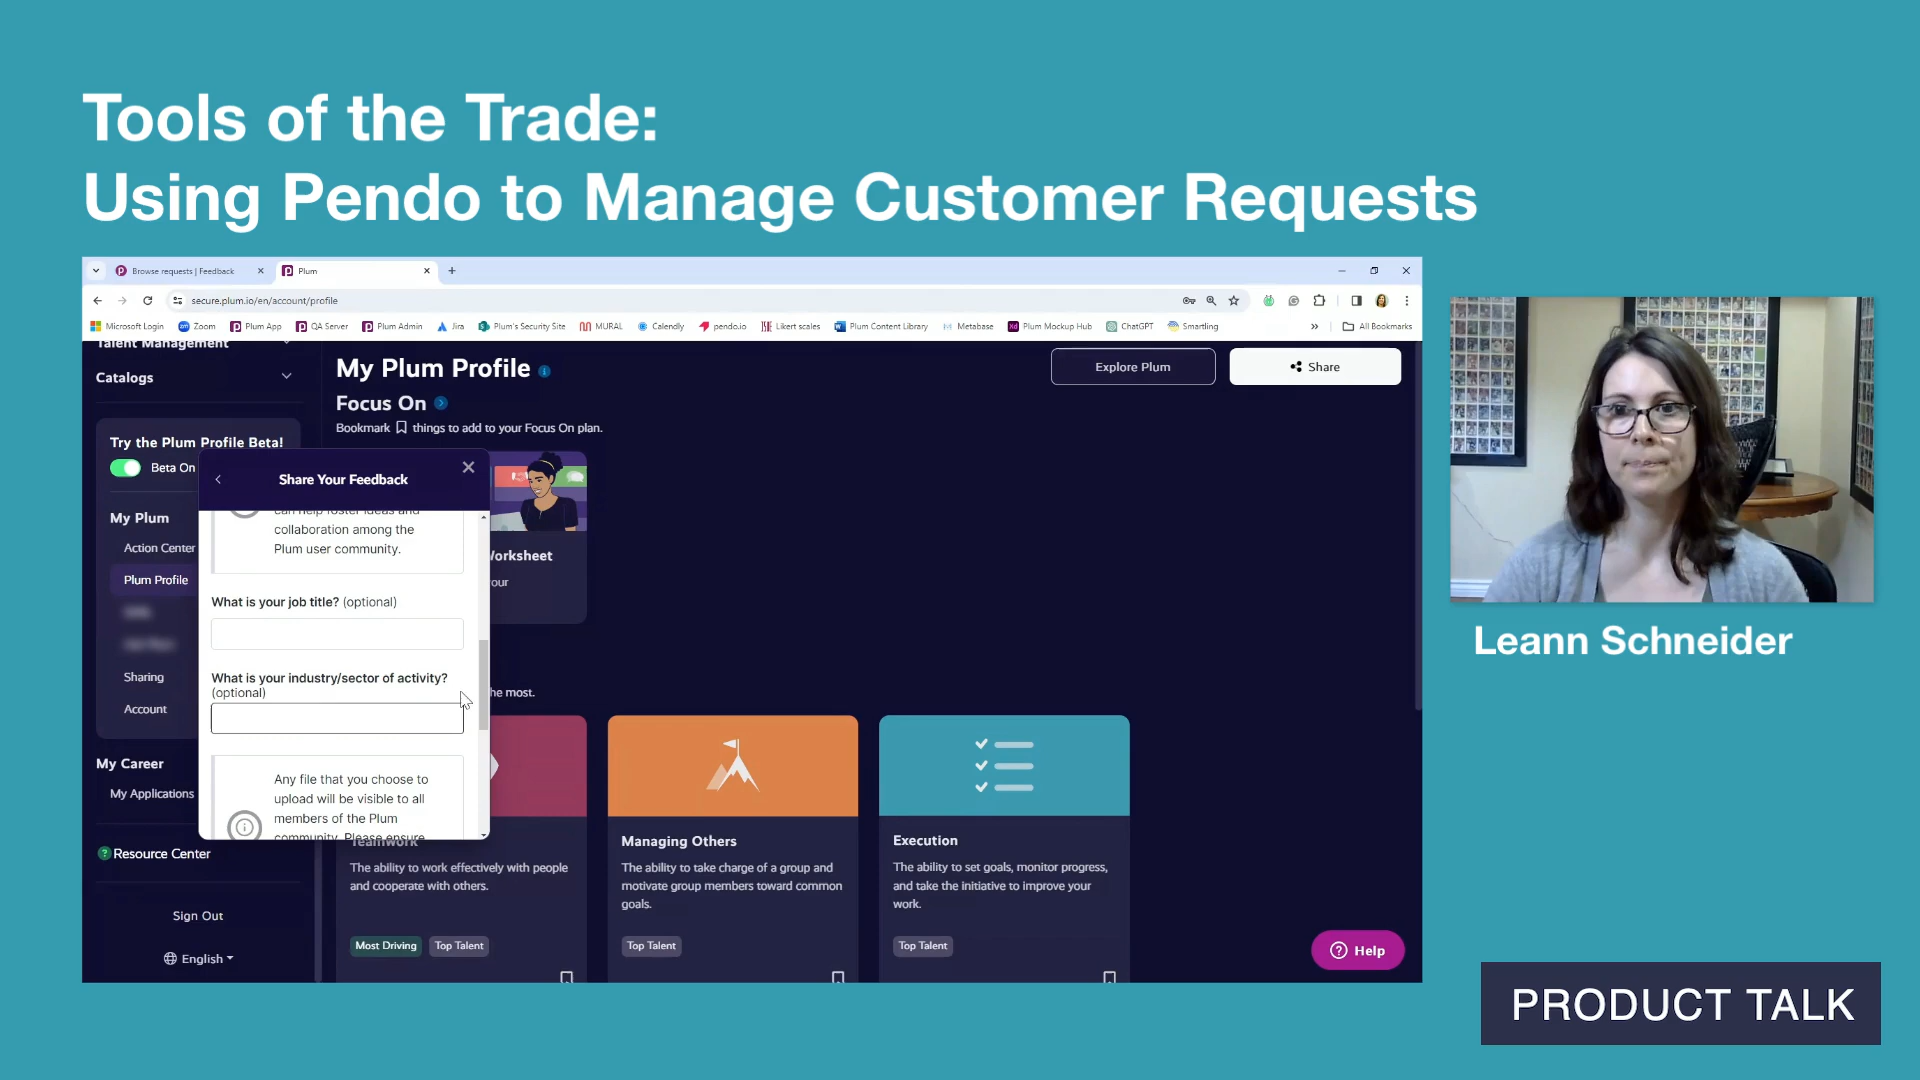 Tools of the Trade:
Using Pendo to Manage Customer Requests
Browse requests | Feedback
Plum
secure.plum.io/en/account/profile
Microsoft Login
Zoom
Plum App
QA Server
Plum Admin
Jira
Plum's Security Site
MURAL
Calendly
pendo.io
Likert scales
Plum Content Library
Metabase
Plum Mockup Hub
ChatGPT
Smartling
All Bookmarks
Talent Management
Catalogs
Try the Plum Profile Beta!
Beta On
My Plum
Action Center
Plum Profile
Sharing
Account
My Career
My Applications
Resource Center
Sign Out
English
My Plum Profile
Explore Plum
Share
Focus On
Bookmark things to add to your Focus On plan.
Share Your Feedback
can help foster ideas and
collaboration among the
Plum user community.
What is your job title? (optional)
What is your industry/sector of activity?
(optional)
Any file that you choose to
upload will be visible to all
members of the Plum
community. Please ensure
Worksheet
our
he most.
Teamwork
The ability to work effectively with people
and cooperate with others.
Most Driving
Top Talent
Managing Others
The ability to take charge of a group and
motivate group members toward common
goals.
Top Talent
Execution
The ability to set goals, monitor progress,
and take the initiative to improve your
work.
Top Talent
Help
Leann Schneider
PRODUCT TALK